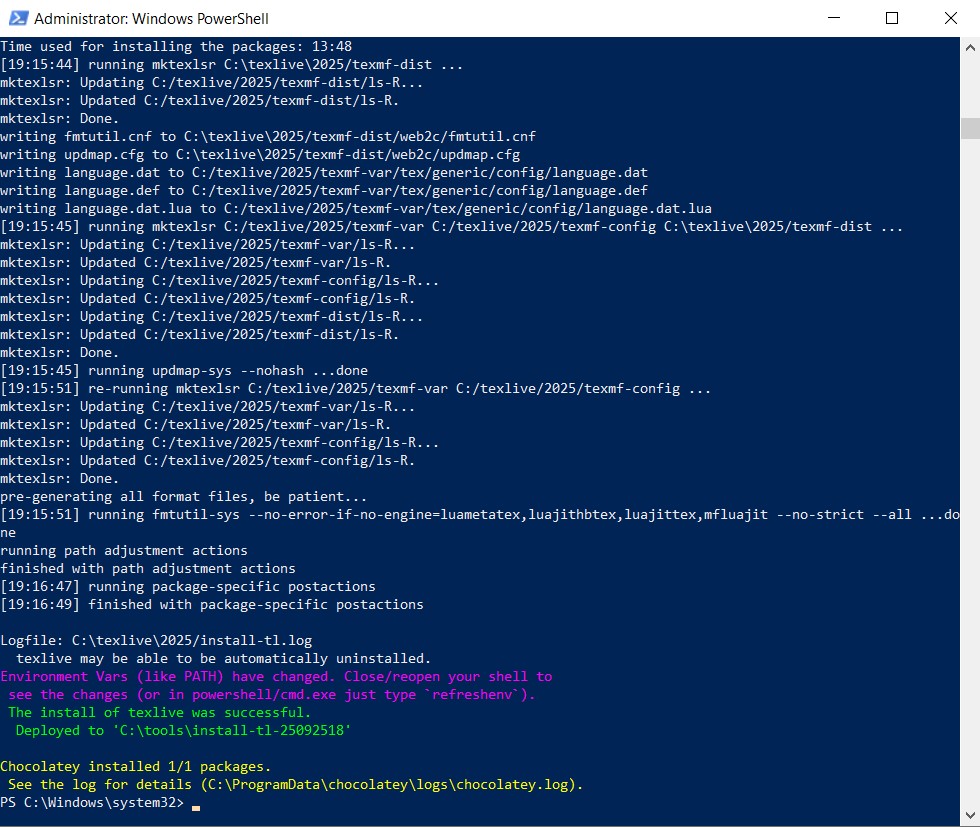 Administrator: Windows PowerShell
Time used for installing the packages: 13:48
[19:15:44] running mktexlsr C:\texlive\2025/texmf-dist ...
mktexlsr: Updating C:/texlive/2025/texmf-dist/ls-R...
mktexlsr: Updated C:/texlive/2025/texmf-dist/ls-R.
mktexlsr: Done.
writing fmtutil.cnf to C:\texlive\2025/texmf-dist/web2c/fmtutil.cnf
writing updmap.cfg to C:\texlive\2025/texmf-dist/web2c/updmap.cfg
writing language.dat to C:/texlive/2025/texmf-var/tex/generic/config/language.dat
writing language.def to C:/texlive/2025/texmf-var/tex/generic/config/language.def
writing language.dat.lua to C:/texlive/2025/texmf-var/tex/generic/config/language.dat.lua
[19:15:45] running mktexlsr C:/texlive/2025/texmf-var C:/texlive/2025/texmf-config C:\texlive\2025/texmf-dist ...
mktexlsr: Updating C:/texlive/2025/texmf-var/ls-R...
mktexlsr: Updated C:/texlive/2025/texmf-var/ls-R.
mktexlsr: Updating C:/texlive/2025/texmf-config/ls-R...
mktexlsr: Updated C:/texlive/2025/texmf-config/ls-R.
mktexlsr: Updating C:/texlive/2025/texmf-dist/ls-R...
mktexlsr: Updated C:/texlive/2025/texmf-dist/ls-R.
mktexlsr: Done.
[19:15:45] running updmap-sys --nohash ...done
[19:15:51] re-running mktexlsr C:/texlive/2025/texmf-var C:/texlive/2025/texmf-config ...
mktexlsr: Updating C:/texlive/2025/texmf-var/ls-R...
mktexlsr: Updated C:/texlive/2025/texmf-var/ls-R.
mktexlsr: Updating C:/texlive/2025/texmf-config/ls-R...
mktexlsr: Updated C:/texlive/2025/texmf-config/ls-R.
mktexlsr: Done.
pre-generating all format files, be patient...
[19:15:51] running fmtutil-sys --no-error-if-no-engine=luametatex,luajithbtex,luajittex,mfluajit --no-strict --all ...do
ne
running path adjustment actions
finished with path adjustment actions
[19:16:47] running package-specific postactions
[19:16:49] finished with package-specific postactions
Logfile: C:\texlive\2025/install-tl.log
texlive may be able to be automatically uninstalled.
Environment Vars (like PATH) have changed. Close/reopen your shell to
see the changes (or in powershell/cmd.exe just type `refreshenv`).
The install of texlive was successful.
Deployed to 'C:\tools\install-tl-25092518'
Chocolatey installed 1/1 packages.
See the log for details (C:\ProgramData\chocolatey\logs\chocolatey.log).
PS C:\Windows\system32>